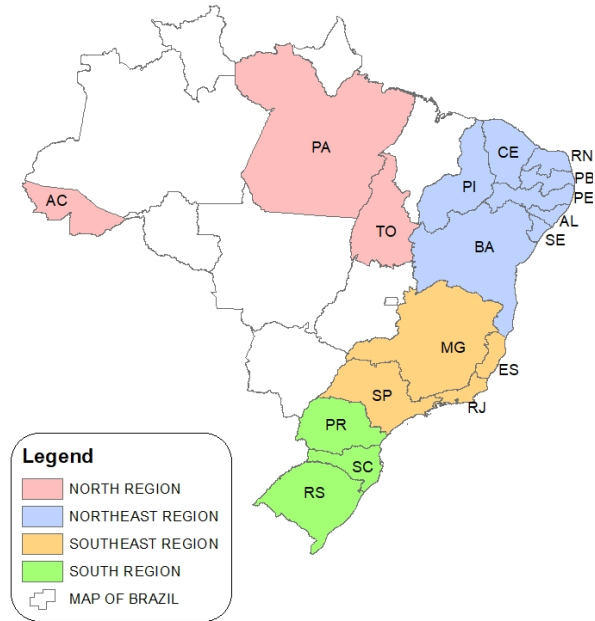 PA
CE
RN
PB
PI
PE
AC
AL
TO
SE
BA
MG
ES
SP
RJ
PR
SC
RS
Legend
NORTH REGION
NORTHEAST REGION
SOUTHEAST REGION
SOUTH REGION
MAP OF BRAZIL